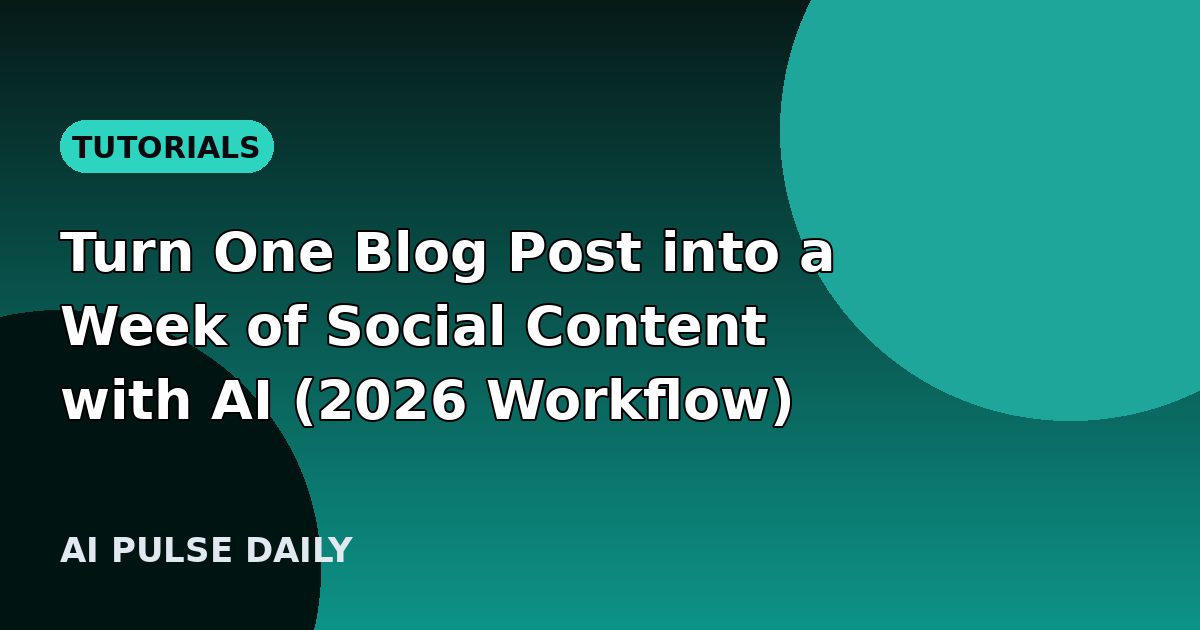 TUTORIALS
Turn One Blog Post into a
Week of Social Content
with AI (2026 Workflow)
AI PULSE DAILY